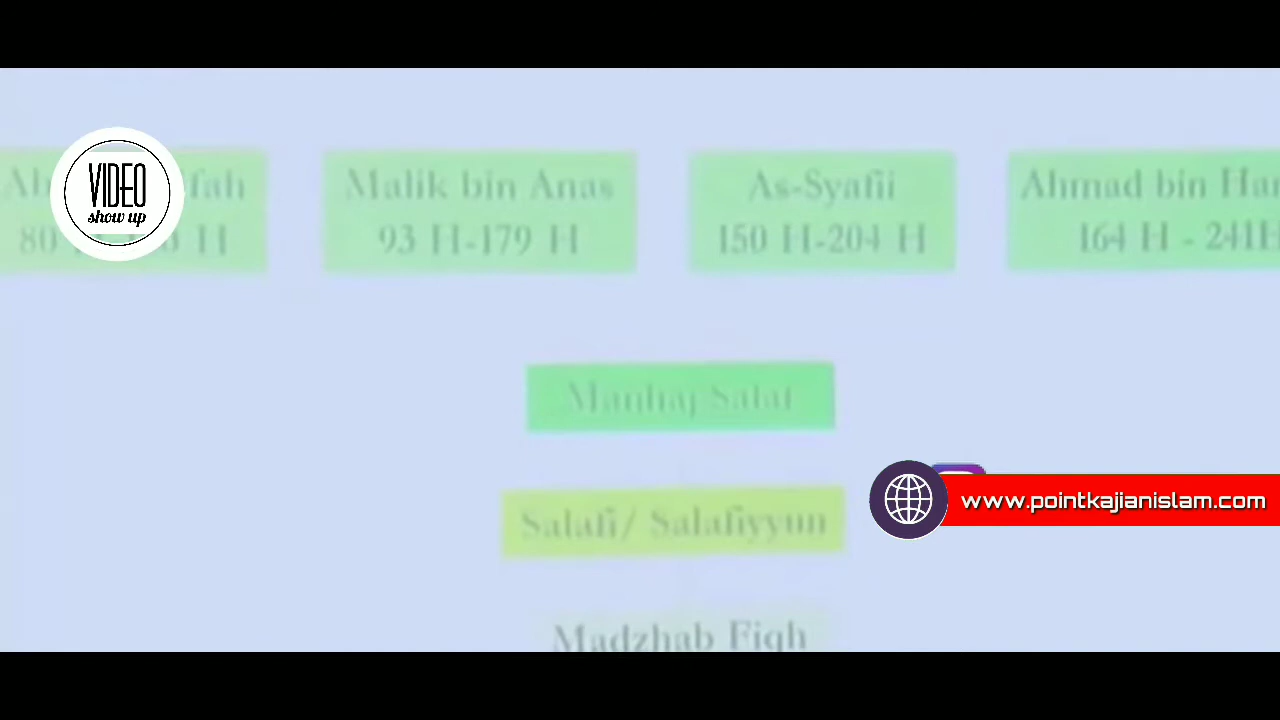 VIDEO
show up
Malik bin Anas
93 H-179 H
As-Syafii
150 H-204 H
Ahmad bin
164 H - 241H
Manhaj Salaf
Salafi/ Salafiyyun
www.pointkajianislam.com
Madzhab Fiqh